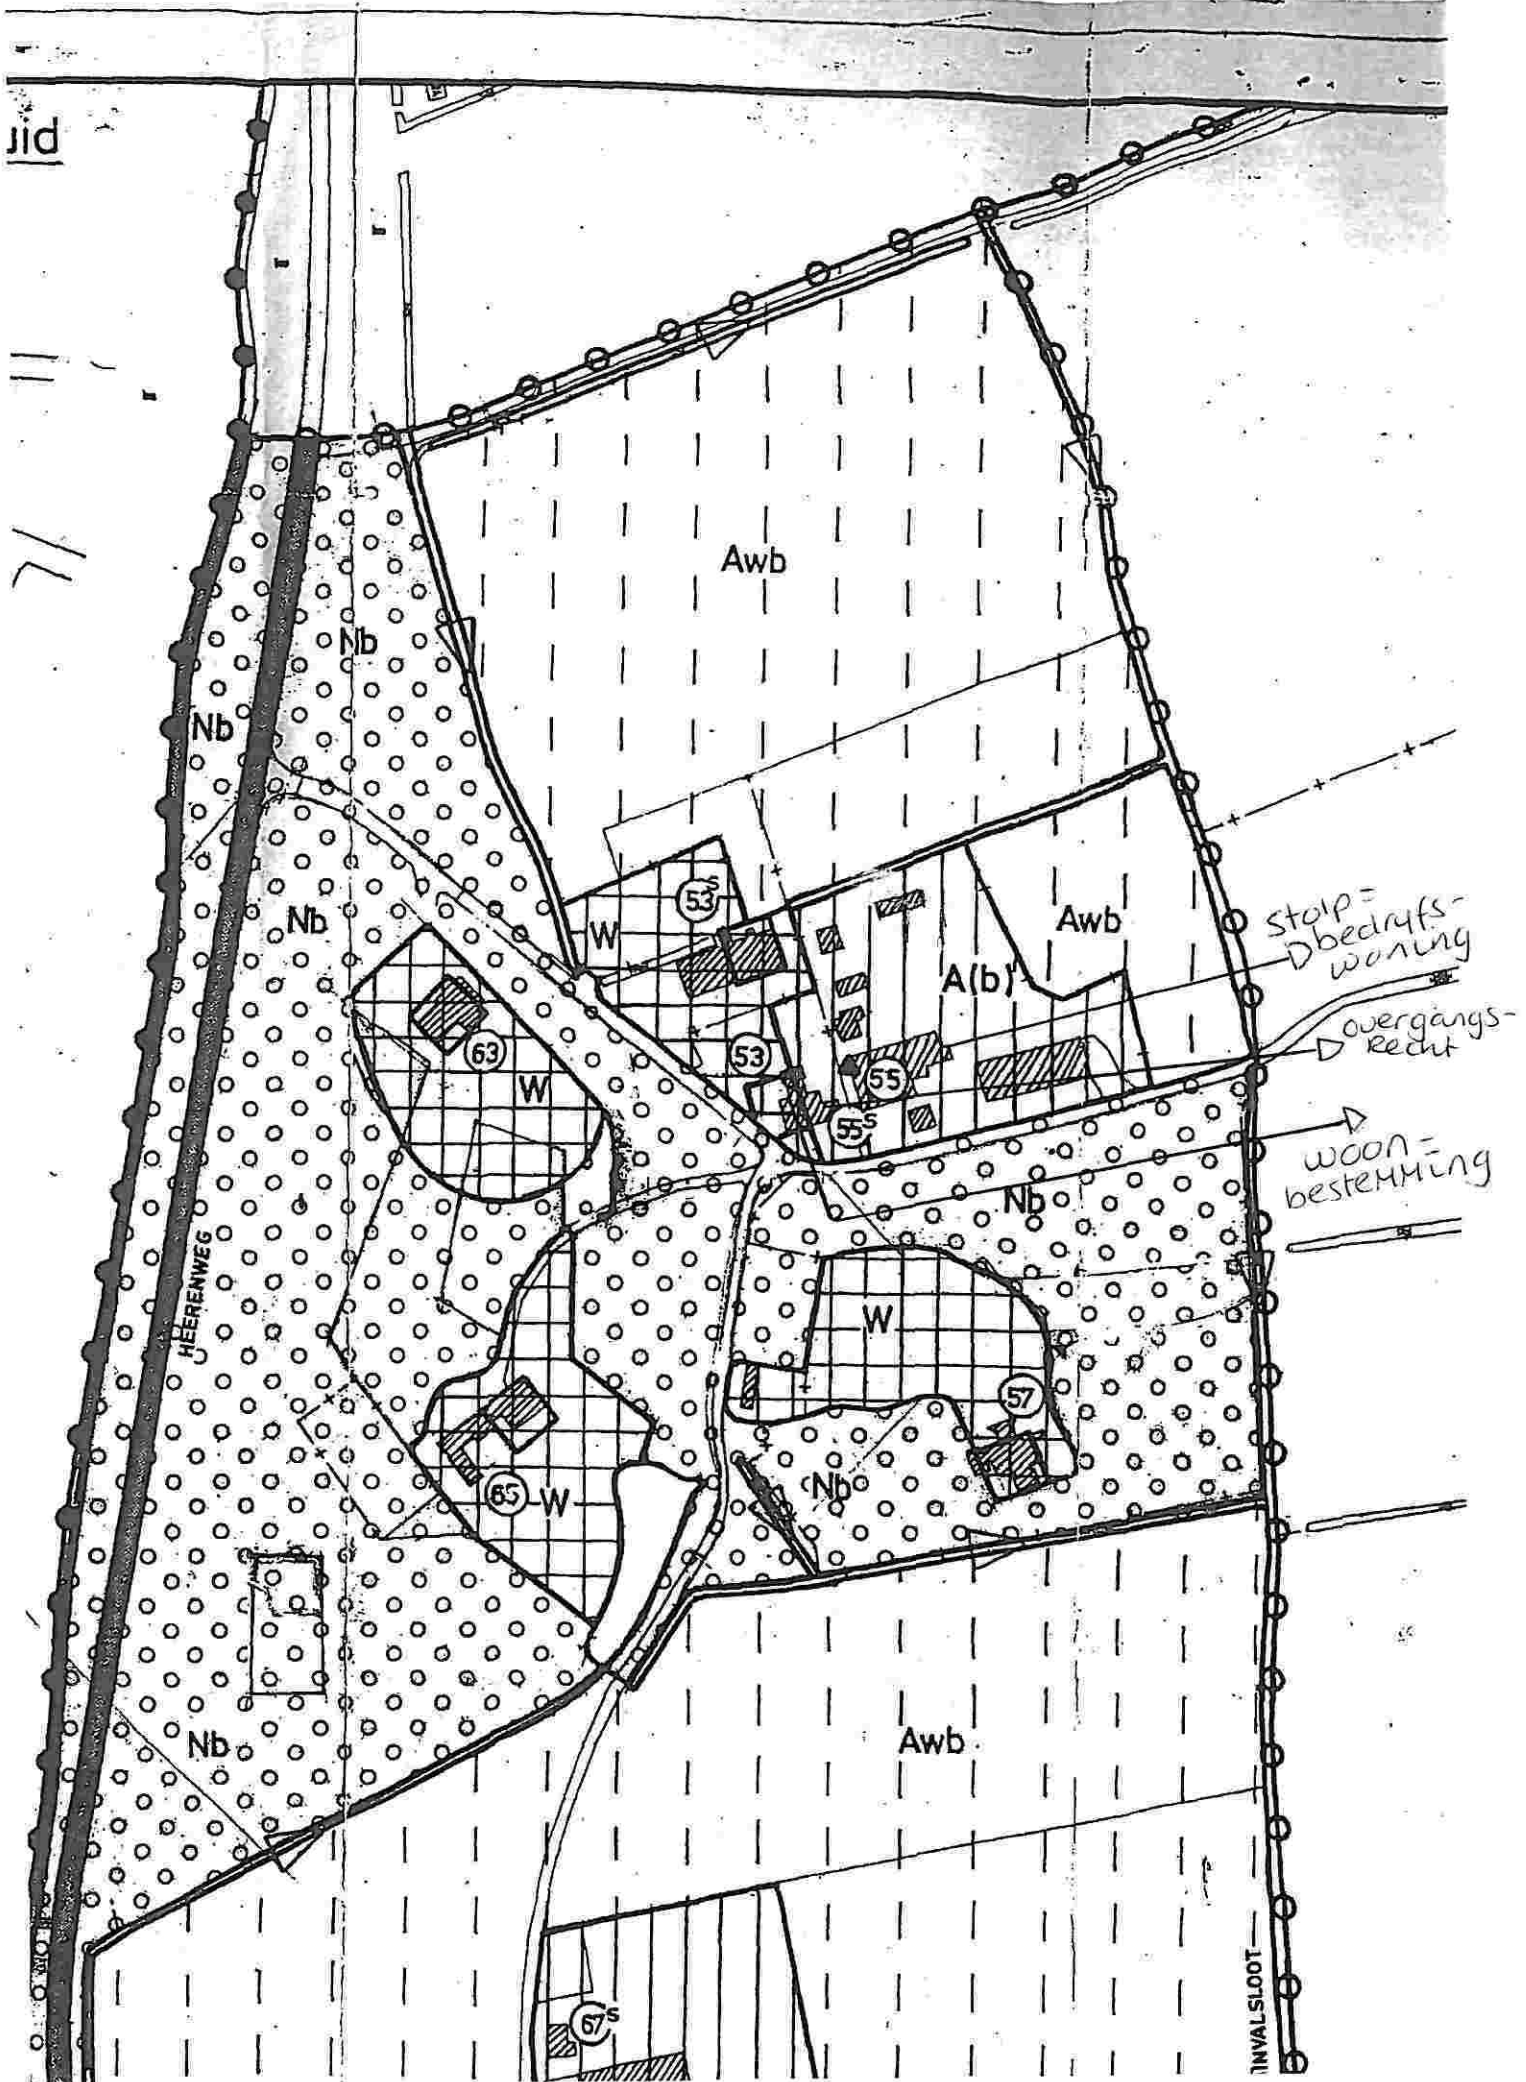 uid
Awb
Nb
Nb
53s
W
Nb
Awb
stolp=
bedrijfs-
woning
A(b)
overgangs-
recht
63
53
W
55
55s
woon-
bestemming
Nb
HEERENWEG
W
57
65
W
Nb
Nb
Awb
67s
INVALSLOOT